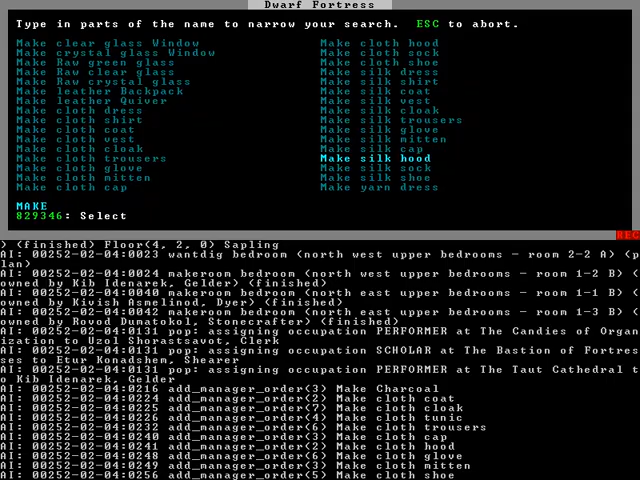 Dwarf Fortress
Type in parts of the name to narrow your search.  ESC to abort.
Make clear glass Window Make cloth hood
Make crystal glass Window Make cloth sock
Make Raw green glass Make cloth shoe
Make Raw clear glass Make silk dress
Make Raw crystal glass Make silk shirt
Make leather Backpack Make silk coat
Make leather Quiver Make silk vest
Make cloth dress Make silk cloak
Make cloth shirt Make silk trousers
Make cloth coat Make silk glove
Make cloth vest Make silk mitten
Make cloth cloak Make silk cap
Make cloth trousers Make silk hood
Make cloth glove Make silk sock
Make cloth mitten Make silk shoe
Make cloth cap Make yarn dress
MAKE
829346: Select
REC
) (finished) Floor(4, 2, 0) Sapling
AI: 00252-02-04:0023 wantdig bedroom (north west upper bedrooms - room 2-2 A) (p
lan)
AI: 00252-02-04:0024 makeroom bedroom (north west upper bedrooms - room 1-2 B) (
owned by Kib Idenarek, Gelder) (finished)
AI: 00252-02-04:0040 makeroom bedroom (north east upper bedrooms - room 1-1 B) (
owned by Kivish Asmelinod, Dyer) (finished)
AI: 00252-02-04:0042 makeroom bedroom (north east upper bedrooms - room 1-3 B) (
owned by Rovod Dumatokol, Stonecrafter) (finished)
AI: 00252-02-04:0131 pop: assigning occupation PERFORMER at The Candies of Organ
ization to Uzol Shorastsavot, Clerk
AI: 00252-02-04:0131 pop: assigning occupation SCHOLAR at The Bastion of Fortres
ses to Etur Konadshem, Shearer
AI: 00252-02-04:0131 pop: assigning occupation PERFORMER at The Taut Cathedral t
o Kib Idenarek, Gelder
AI: 00252-02-04:0216 add_manager_order(3) Make Charcoal
AI: 00252-02-04:0224 add_manager_order(2) Make cloth coat
AI: 00252-02-04:0225 add_manager_order(7) Make cloth cloak
AI: 00252-02-04:0226 add_manager_order(4) Make cloth tunic
AI: 00252-02-04:0232 add_manager_order(6) Make cloth trousers
AI: 00252-02-04:0240 add_manager_order(3) Make cloth cap
AI: 00252-02-04:0241 add_manager_order(2) Make cloth hood
AI: 00252-02-04:0248 add_manager_order(6) Make cloth glove
AI: 00252-02-04:0249 add_manager_order(3) Make cloth mitten
AI: 00252-02-04:0256 add_manager_order(5) Make cloth shoe